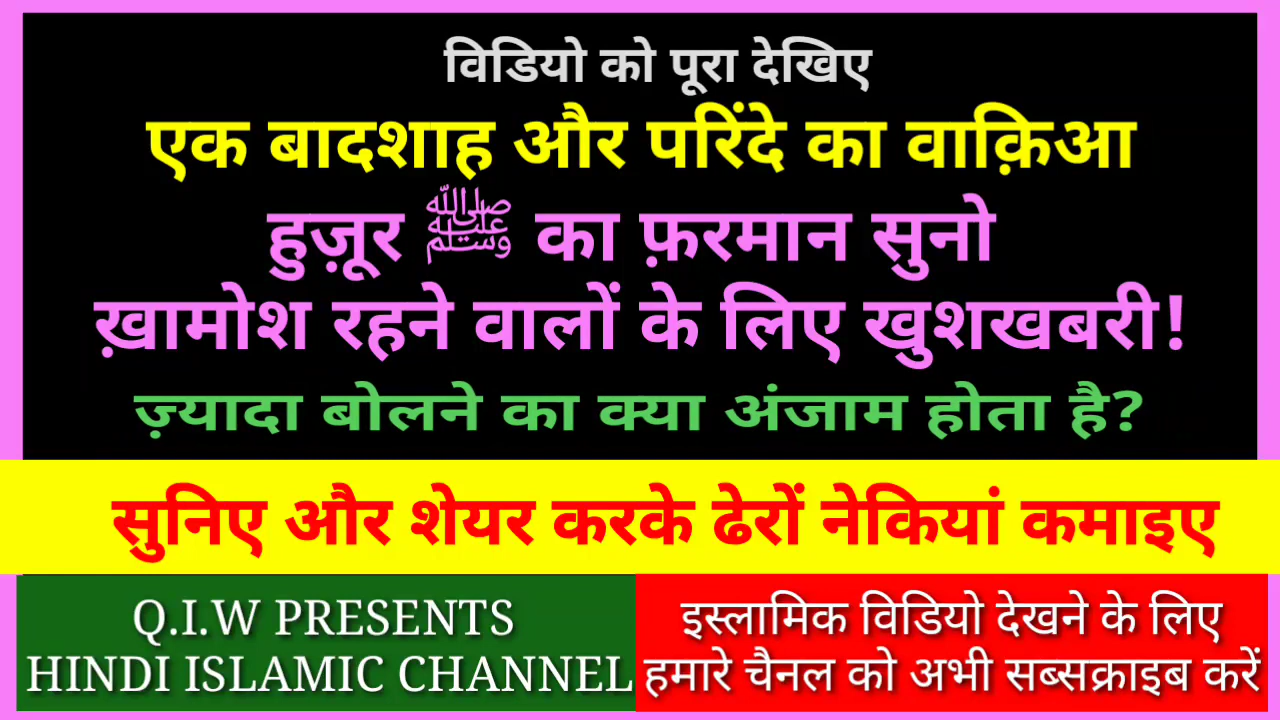 विडियो को पूरा देखिए
एक बादशाह और परिंदे का वाक़िआ
हुज़ूर ﷺ का फ़रमान सुनो
ख़ामोश रहने वालों के लिए खुशखबरी!
ज़्यादा बोलने का क्या अंजाम होता है?
सुनिए और शेयर करके ढेरों नेकियां कमाइए
Q.I.W PRESENTS
HINDI ISLAMIC CHANNEL
इस्लामिक विडियो देखने के लिए
हमारे चैनल को अभी सब्सक्राइब करें